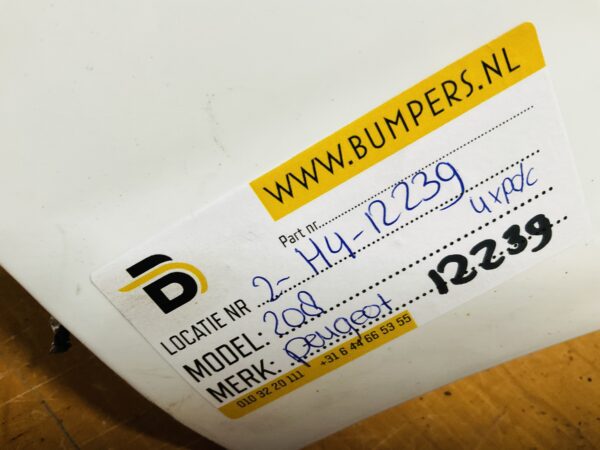 WWW.BUMPERS.NL
Part nr.
B
LOCATIE NR 2-H4-12239
MODEL: 208 4xpdc
MERK: peugeot 12239
010 32 20 111 +31 6 44 66 53 55